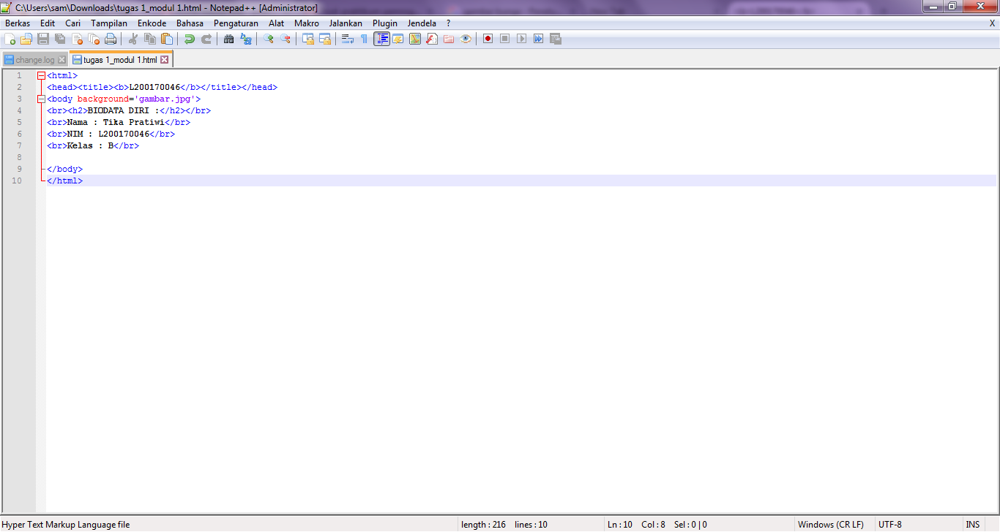 C:\Users\sam\Downloads\tugas 1_modul 1.html - Notepad++ [Administrator]
Berkas Edit Cari Tampilan Enkode Bahasa Pengaturan Alat Makro Jalankan Plugin Jendela ? X
change.log tugas 1_modul 1.html
1 <html>
2 <head><title><b>L200170046</b></title></head>
3 <body background='gambar.jpg'>
4 <br><h2>BIODATA DIRI :</h2></br>
5 <br>Nama : Tika Pratiwi</br>
6 <br>NIM : L200170046</br>
7 <br>Kelas : B</br>
8
9 </body>
10 </html>
Hyper Text Markup Language file length : 216 lines : 10 Ln : 10 Col : 8 Sel : 0 | 0 Windows (CR LF) UTF-8 INS